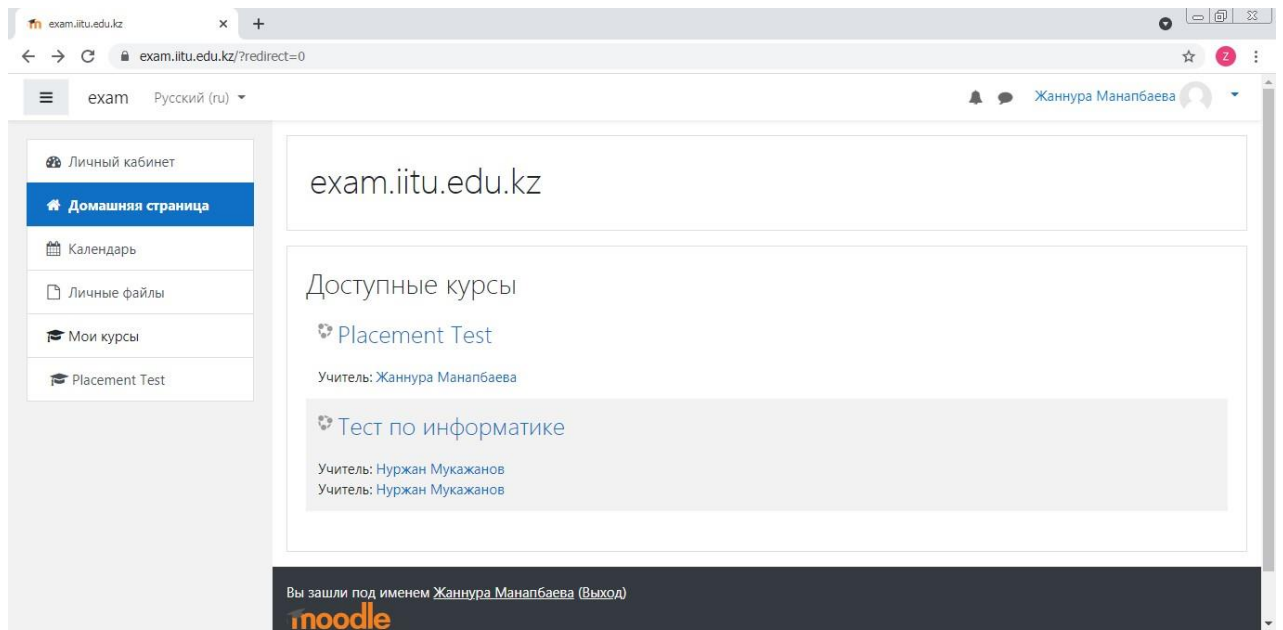 exam.iitu.edu.kz
exam.iitu.edu.kz/?redirect=0
Z
exam Русский (ru)
Жаннура Манапбаева
Личный кабинет
Домашняя страница
Календарь
Личные файлы
Мои курсы
Placement Test
exam.iitu.edu.kz
Доступные курсы
Placement Test
Учитель: Жаннура Манапбаева
Тест по информатике
Учитель: Нуржан Мукажанов
Учитель: Нуржан Мукажанов
Вы зашли под именем Жаннура Манапбаева (Выход)
moodle